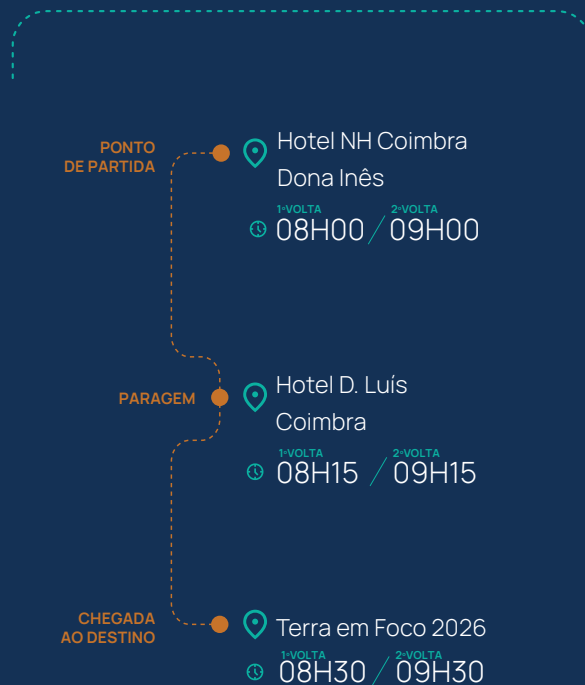 PONTO
DE PARTIDA
Hotel NH Coimbra
Dona Inês
1ªVOLTA 2ªVOLTA
08H00 / 09H00
PARAGEM
Hotel D. Luís
Coimbra
1ªVOLTA 2ªVOLTA
08H15 / 09H15
CHEGADA
AO DESTINO
Terra em Foco 2026
1ªVOLTA 2ªVOLTA
08H30 / 09H30